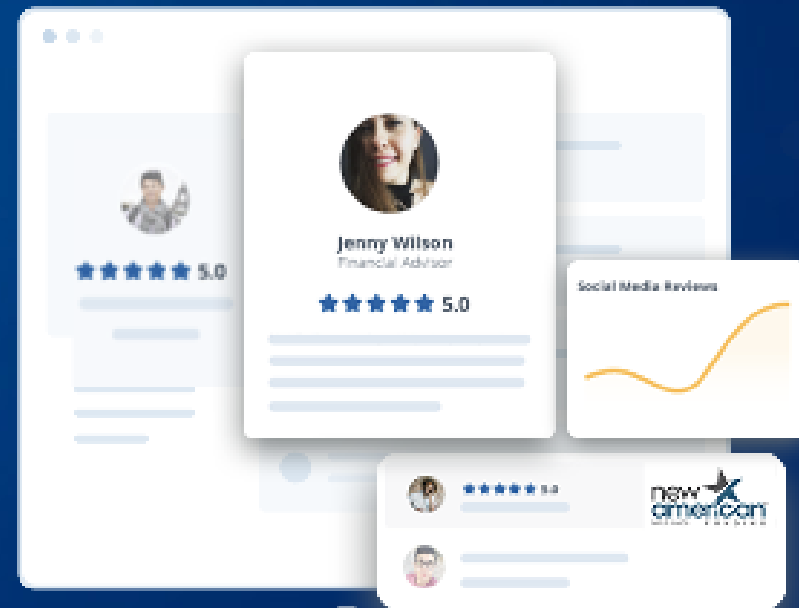 Jenny Wilson
Financial Advisor
5.0
5.0
Social Media Reviews
5.0
new
american